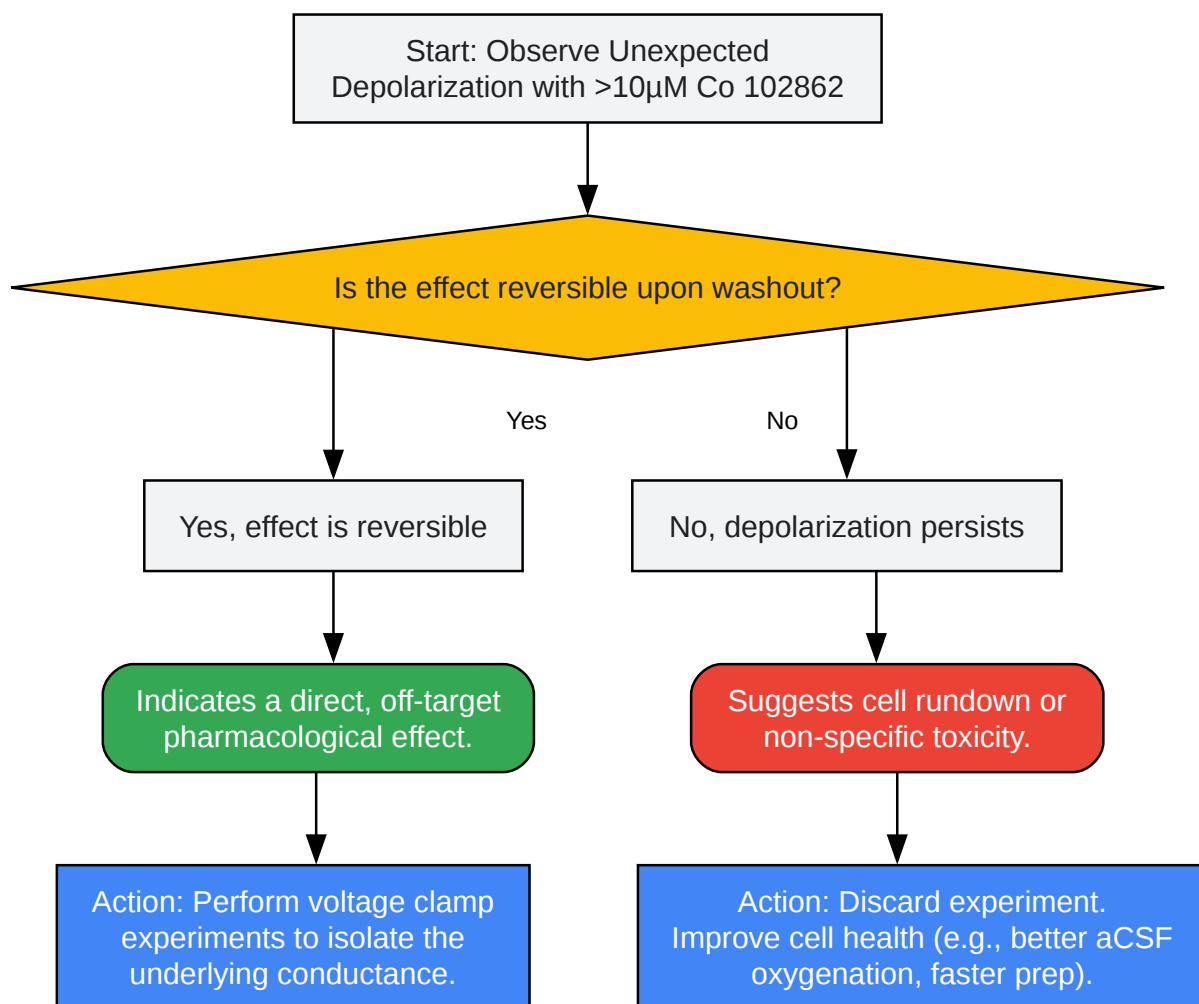 Start: Observe Unexpected
Depolarization with >10µM Co 102862
Is the effect reversible upon washout?
Yes
No
Yes, effect is reversible
No, depolarization persists
Indicates a direct, off-target
pharmacological effect.
Suggests cell rundown or
non-specific toxicity.
Action: Perform voltage clamp
experiments to isolate the
underlying conductance.
Action: Discard experiment.
Improve cell health (e.g., better aCSF
oxygenation, faster prep).